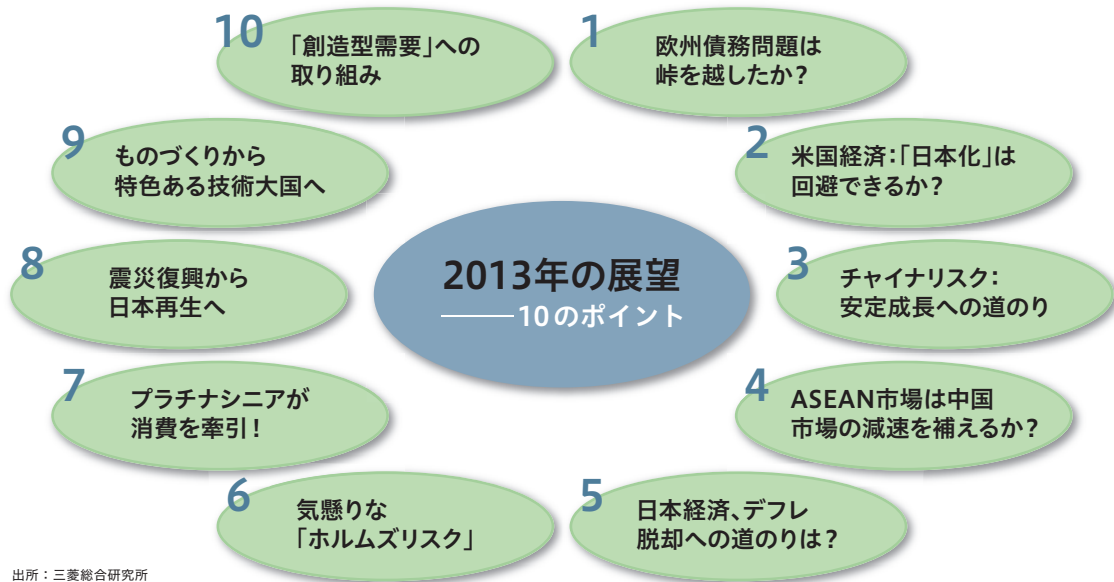 2013年の展望
——10のポイント
1
欧州債務問題は
峠を越したか?
2
米国経済:「日本化」は
回避できるか?
3
チャイナリスク:
安定成長への道のり
4
ASEAN市場は中国
市場の減速を補えるか?
5
日本経済、デフレ
脱却への道のりは?
6
気懸りな
「ホルムズリスク」
7
プラチナシニアが
消費を牽引!
8
震災復興から
日本再生へ
9
ものづくりから
特色ある技術大国へ
10
「創造型需要」への
取り組み
出所:三菱総合研究所